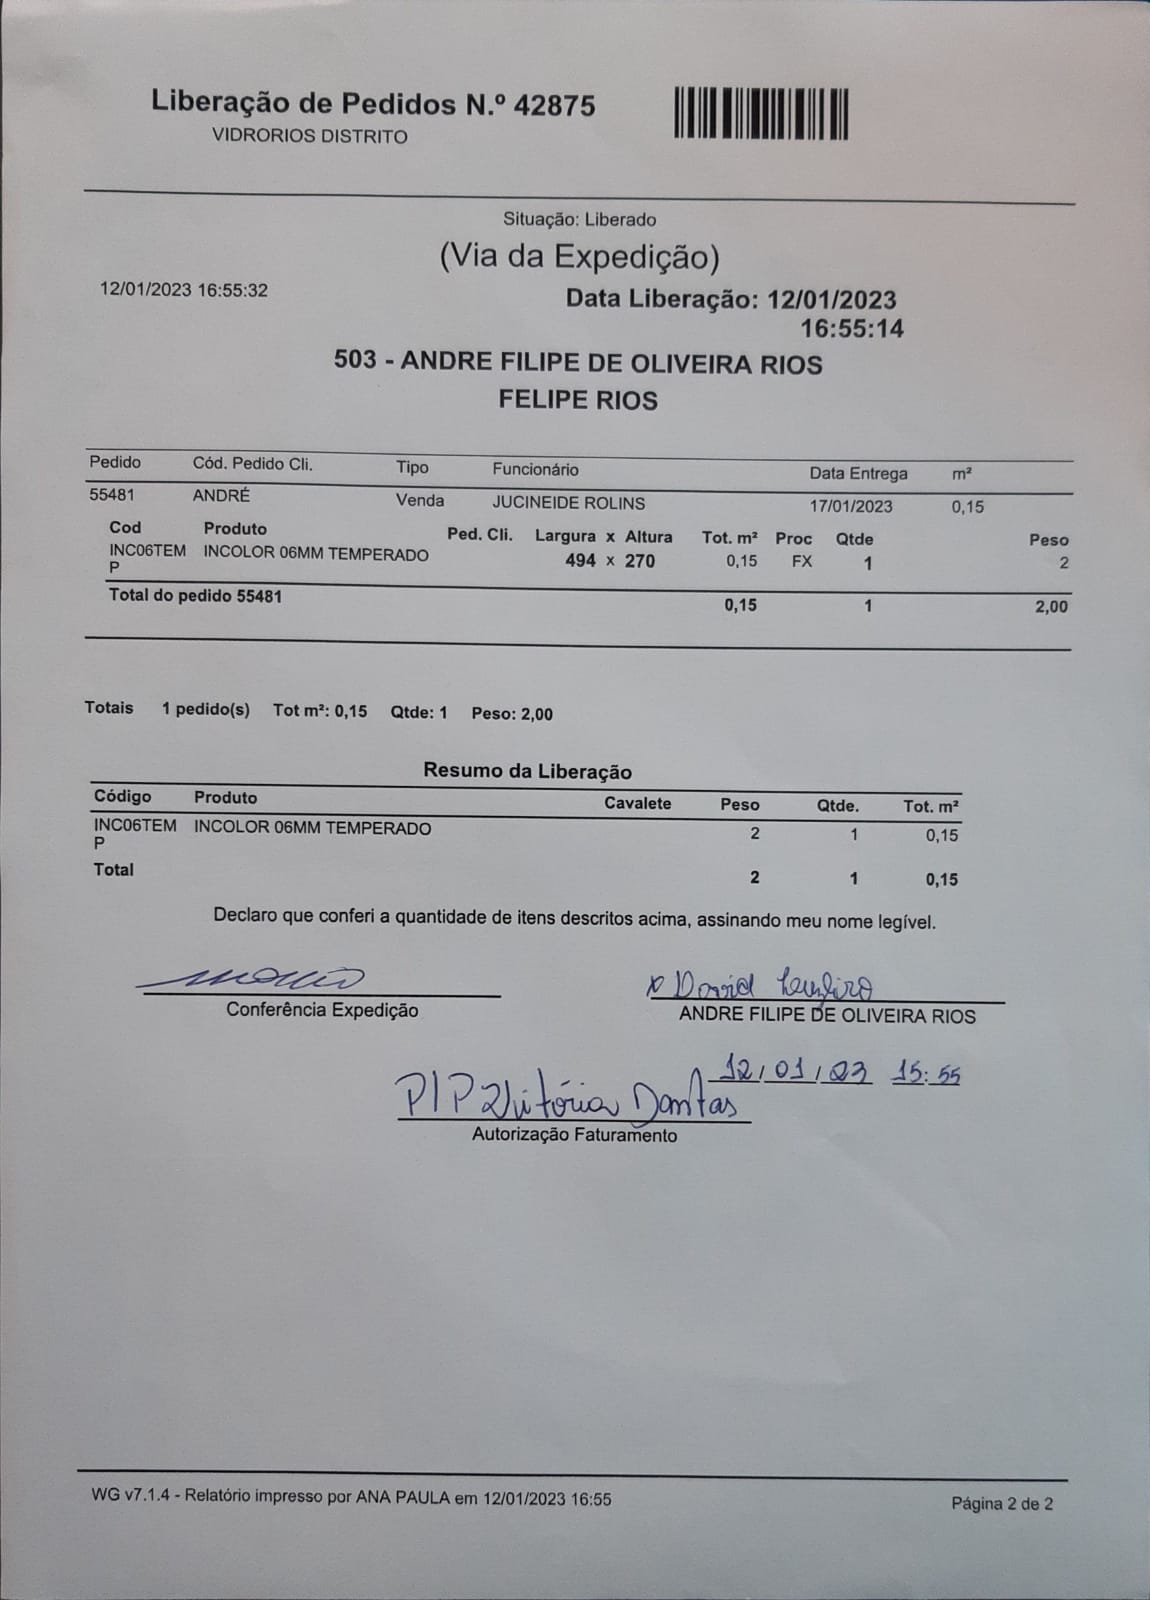 Liberação de Pedidos N.º 42875
VIDRORIOS DISTRITO
Situação: Liberado
(Via da Expedição)
12/01/2023 16:55:32
Data Liberação: 12/01/2023
16:55:14
503 - ANDRE FILIPE DE OLIVEIRA RIOS
FELIPE RIOS
Pedido Cód. Pedido Cli. Tipo Funcionário Data Entrega m²
55481 ANDRÉ Venda JUCINEIDE ROLINS 17/01/2023 0,15
Cod Produto Ped. Cli. Largura x Altura Tot. m² Proc Qtde Peso
INC06TEM INCOLOR 06MM TEMPERADO 494 x 270 0,15 FX 1 2
P
Total do pedido 55481 0,15 1 2,00
Totais 1 pedido(s) Tot m²: 0,15 Qtde: 1 Peso: 2,00
Resumo da Liberação
Código Produto Cavalete Peso Qtde. Tot. m²
INC06TEM INCOLOR 06MM TEMPERADO 2 1 0,15
P
Total 2 1 0,15
Declaro que conferi a quantidade de itens descritos acima, assinando meu nome legível.
x David
Conferência Expedição
ANDRE FILIPE DE OLIVEIRA RIOS
12/01/23 15:55
P/P Vitória Dantas
Autorização Faturamento
WG v7.1.4 - Relatório impresso por ANA PAULA em 12/01/2023 16:55
Página 2 de 2